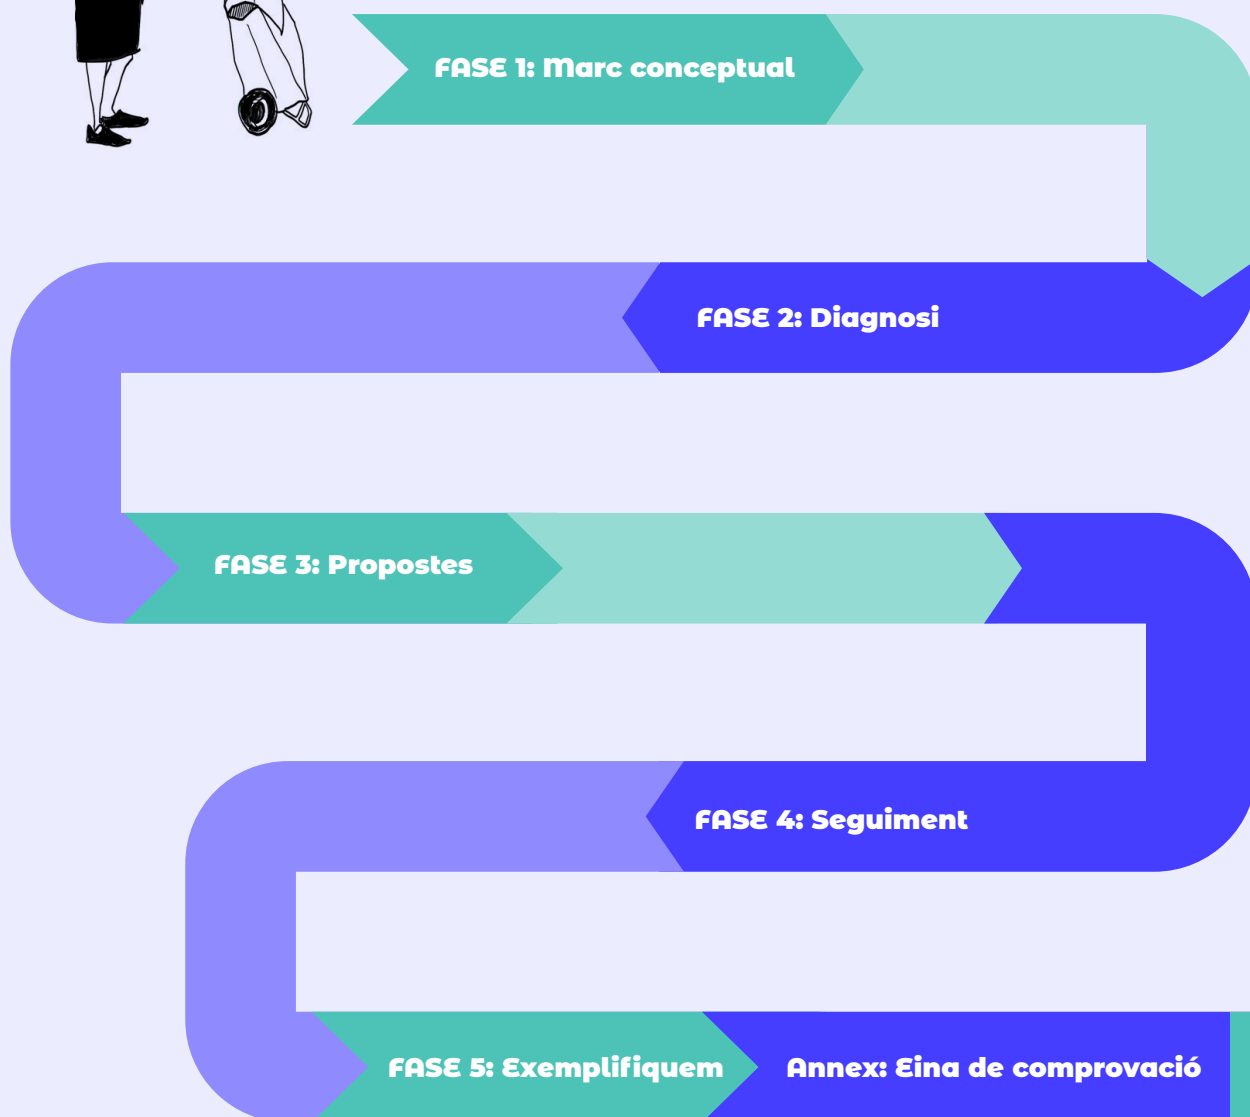 FASE 1: Marc conceptual
FASE 2: Diagnosi
FASE 3: Propostes
FASE 4: Seguiment
FASE 5: Exemplifiquem
Annex: Eina de comprovació